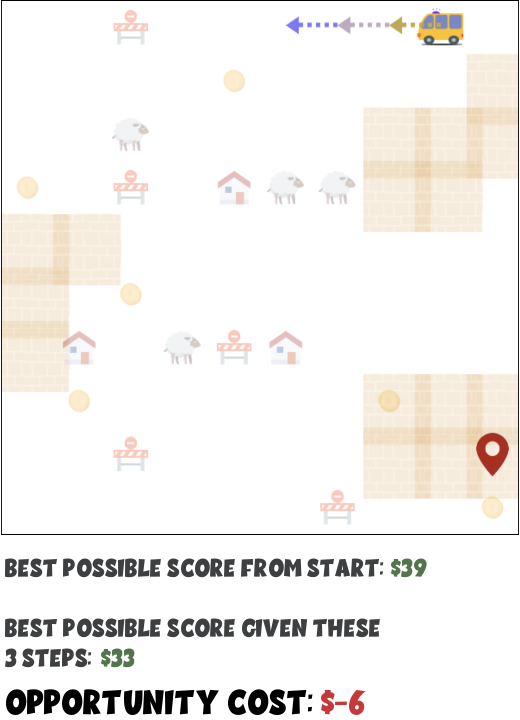 BEST POSSIBLE SCORE FROM START: $39
BEST POSSIBLE SCORE GIVEN THESE
3 STEPS: $33
OPPORTUNITY COST: $-6